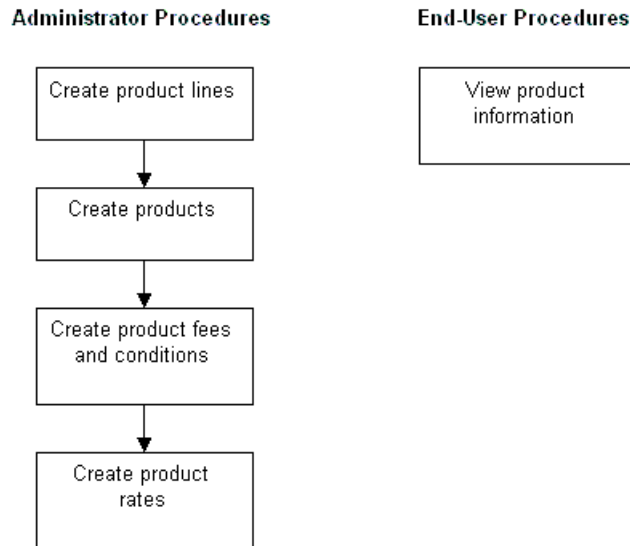 Administrator Procedures
End-User Procedures
Create product lines
Create products
Create product fees
and conditions
Create product
rates
View product
information